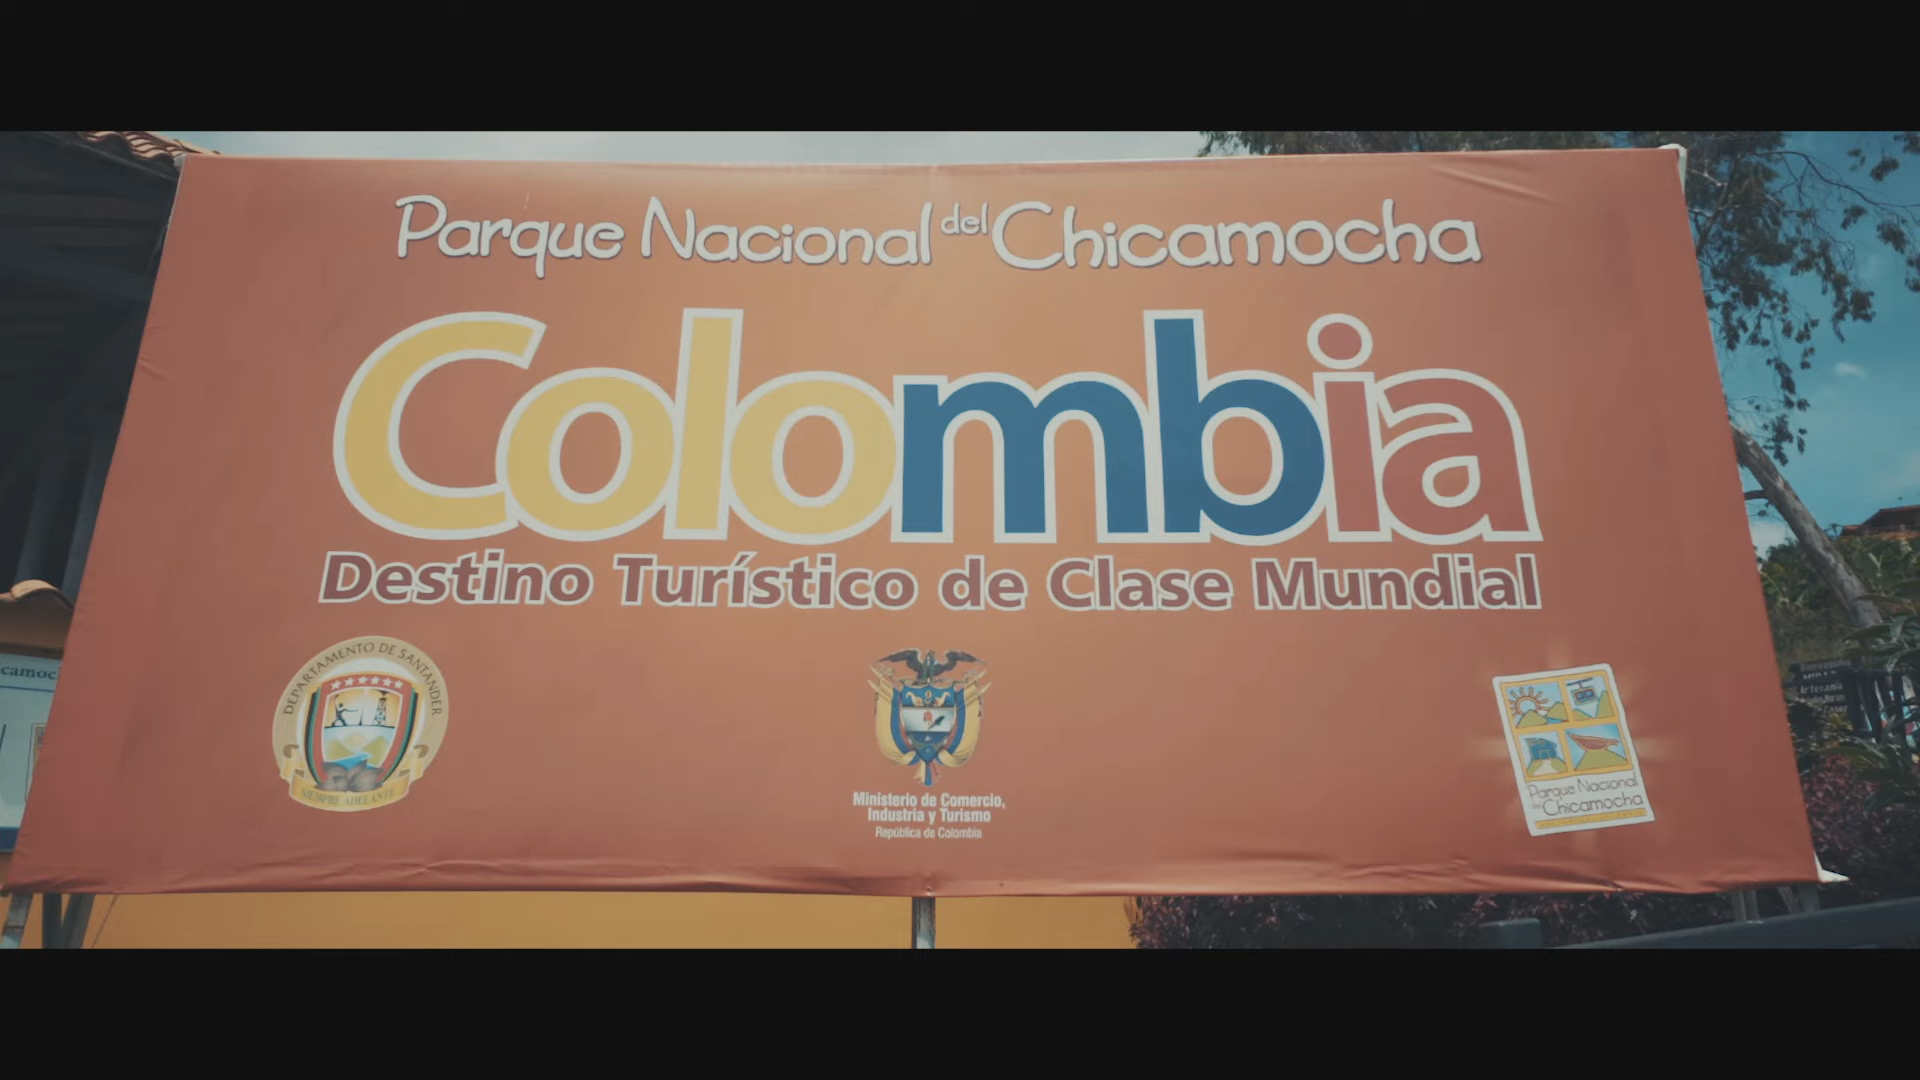 Parque Nacional del Chicamocha
Colombia
Destino Turístico de Clase Mundial
DEPARTAMENTO DE SANTANDER
SIEMPRE ADELANTE
Ministerio de Comercio,
Industria y Turismo
República de Colombia
Parque Nacional
del Chicamocha
camoc